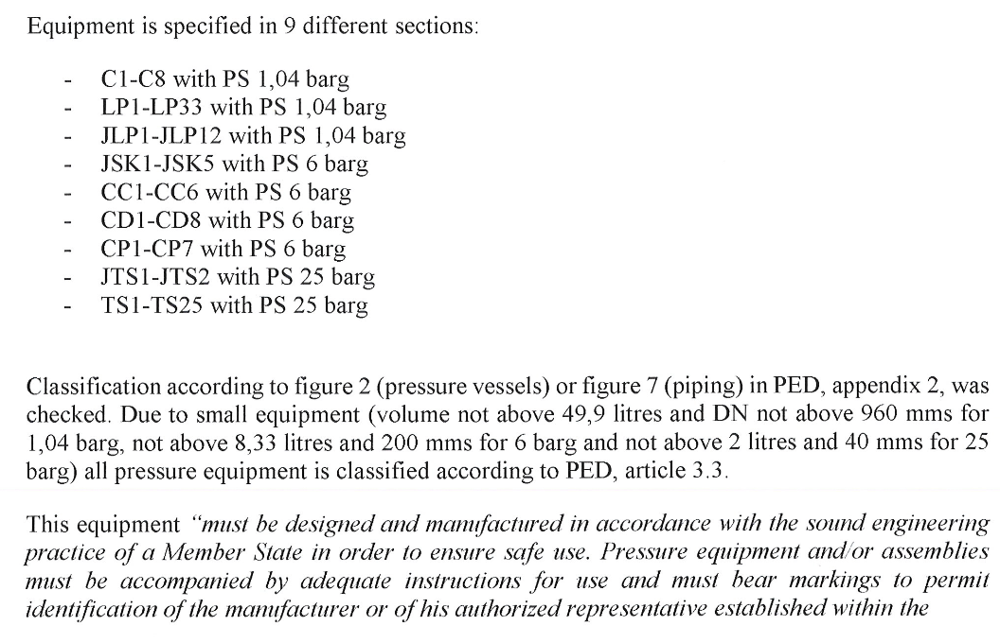 Equipment is specified in 9 different sections:
- C1-C8 with PS 1,04 barg
- LP1-LP33 with PS 1,04 barg
- JLP1-JLP12 with PS 1,04 barg
- JSK1-JSK5 with PS 6 barg
- CC1-CC6 with PS 6 barg
- CD1-CD8 with PS 6 barg
- CP1-CP7 with PS 6 barg
- JTS1-JTS2 with PS 25 barg
- TS1-TS25 with PS 25 barg
Classification according to figure 2 (pressure vessels) or figure 7 (piping) in PED, appendix 2, was
checked. Due to small equipment (volume not above 49,9 litres and DN not above 960 mms for
1,04 barg, not above 8,33 litres and 200 mms for 6 barg and not above 2 litres and 40 mms for 25
barg) all pressure equipment is classified according to PED, article 3.3.
This equipment “must be designed and manufactured in accordance with the sound engineering
practice of a Member State in order to ensure safe use. Pressure equipment and/or assemblies
must be accompanied by adequate instructions for use and must bear markings to permit
identification of the manufacturer or of his authorized representative established within the